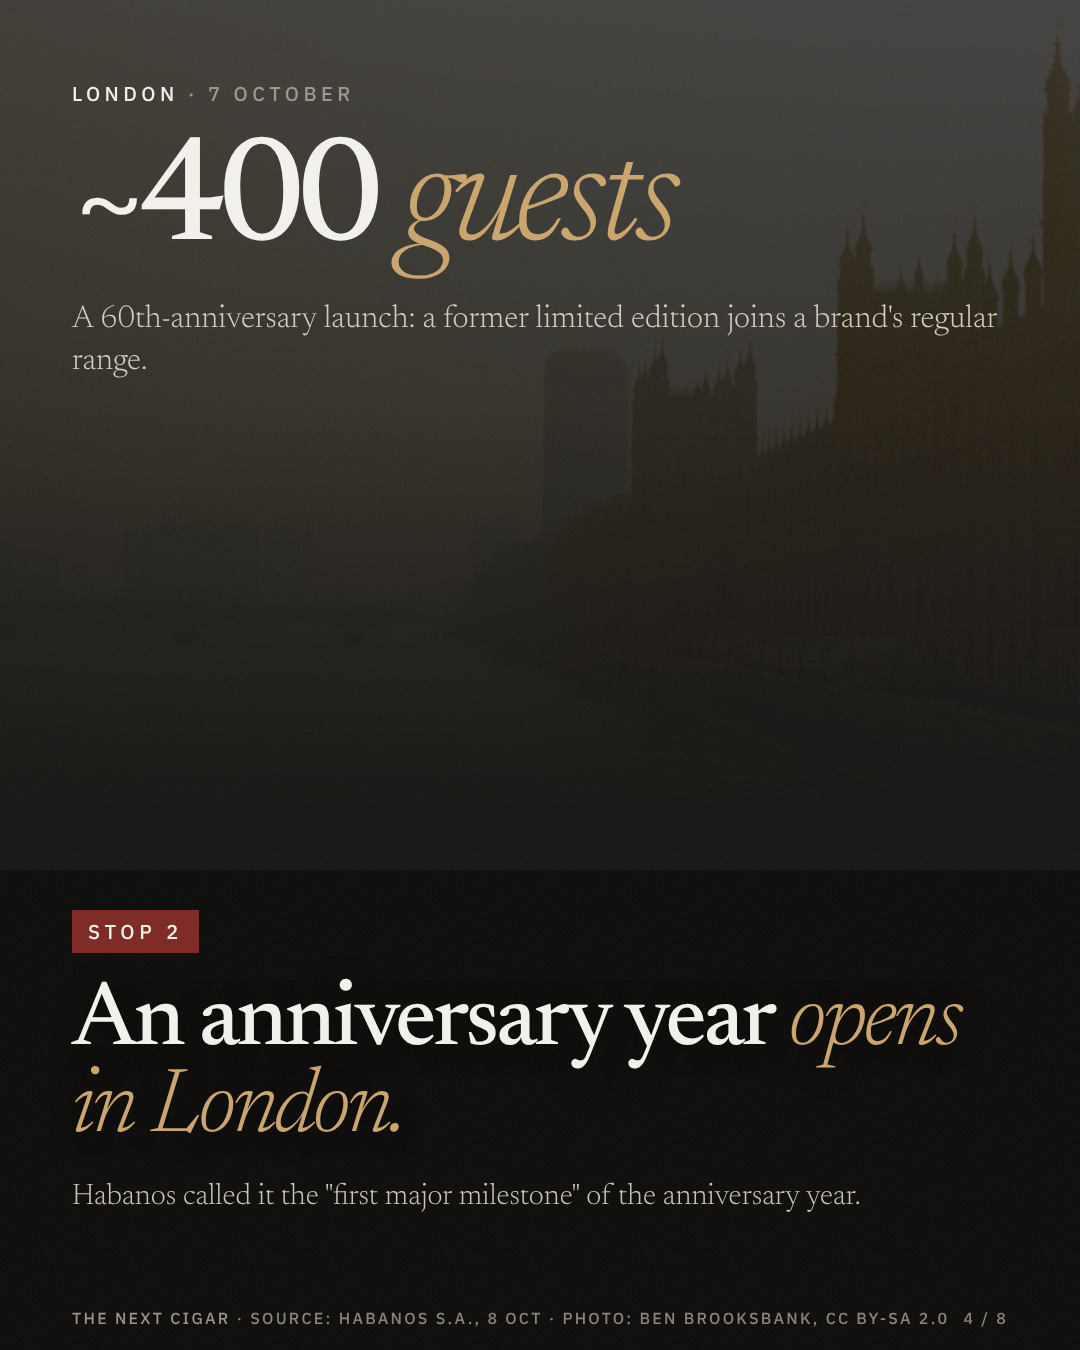 LONDON · 7 OCTOBER
~400 guests
A 60th-anniversary launch: a former limited edition joins a brand's regular
range.
STOP 2
An anniversary year opens
in London.
Habanos called it the "first major milestone" of the anniversary year.
THE NEXT CIGAR · SOURCE: HABANOS S.A., 8 OCT · PHOTO: BEN BROOKSBANK, CC BY-SA 2.0 4 / 8